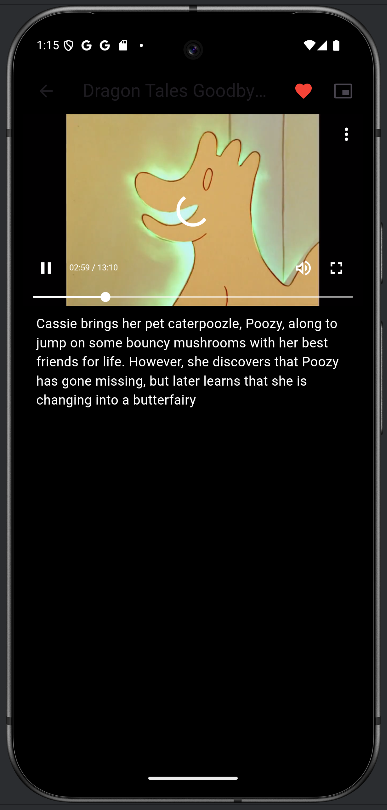 1:15 G G
Dragon Tales Goodby...
02:59 / 13:10
Cassie brings her pet caterpoozle, Poozy, along to
jump on some bouncy mushrooms with her best
friends for life. However, she discovers that Poozy
has gone missing, but later learns that she is
changing into a butterfairy